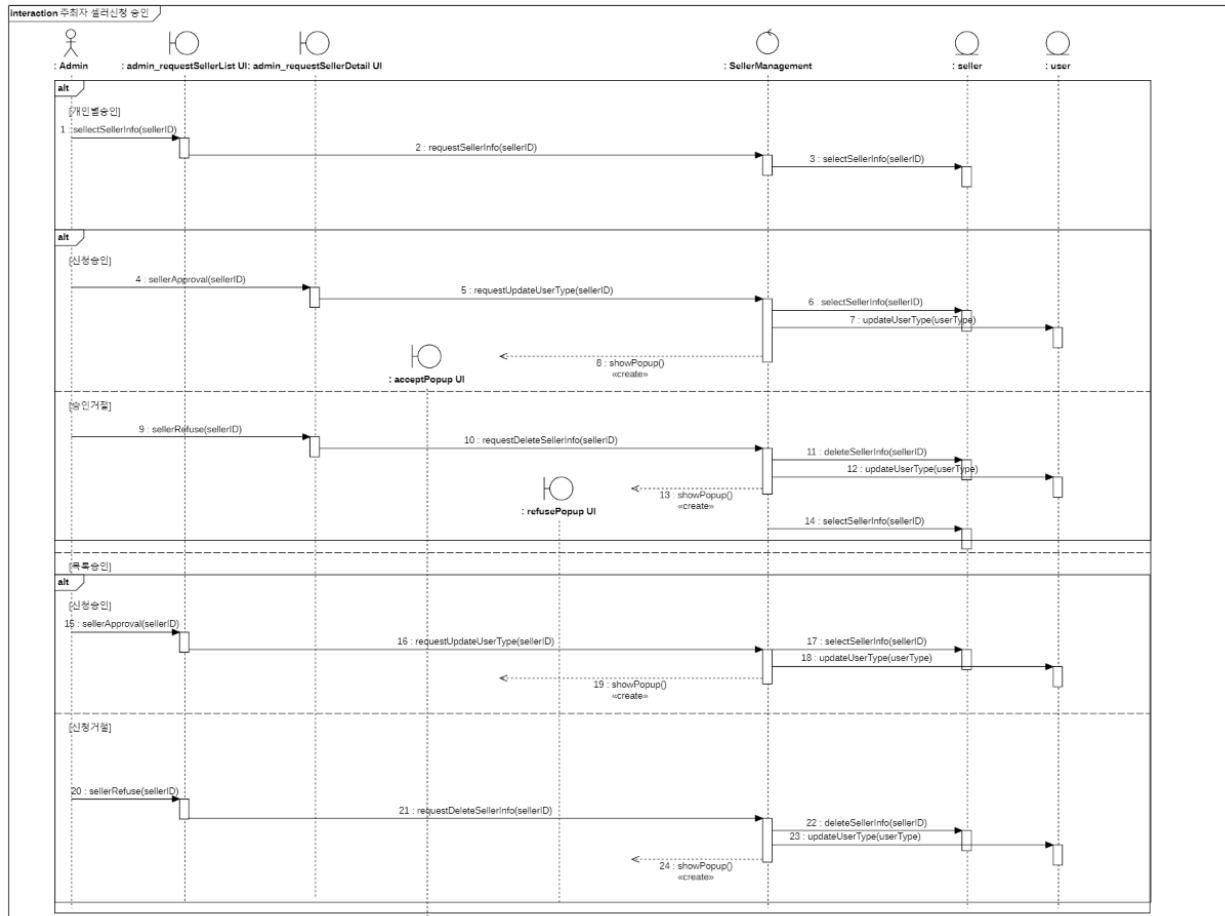 interaction 주최자 셀러신청 승인
: Admin
: admin_requestSellerList UI
: admin_requestSellerDetail UI
: SellerManagement
: seller
: user
alt
[개인별승인]
1 : sellectSellerInfo(sellerID)
2 : requestSellerInfo(sellerID)
3 : selectSellerInfo(sellerID)
alt
[신청승인]
4 : sellerApproval(sellerID)
5 : requestUpdateUserType(sellerID)
6 : selectSellerInfo(sellerID)
7 : updateUserType(userType)
8 : showPopup()
«create»
: acceptPopup UI
[승인거절]
9 : sellerRefuse(sellerID)
10 : requestDeleteSellerInfo(sellerID)
11 : deleteSellerInfo(sellerID)
12 : updateUserType(userType)
13 : showPopup()
«create»
: refusePopup UI
14 : selectSellerInfo(sellerID)
[목록승인]
alt
[신청승인]
15 : sellerApproval(sellerID)
16 : requestUpdateUserType(sellerID)
17 : selectSellerInfo(sellerID)
18 : updateUserType(userType)
19 : showPopup()
«create»
[신청거절]
20 : sellerRefuse(sellerID)
21 : requestDeleteSellerInfo(sellerID)
22 : deleteSellerInfo(sellerID)
23 : updateUserType(userType)
24 : showPopup()
«create»